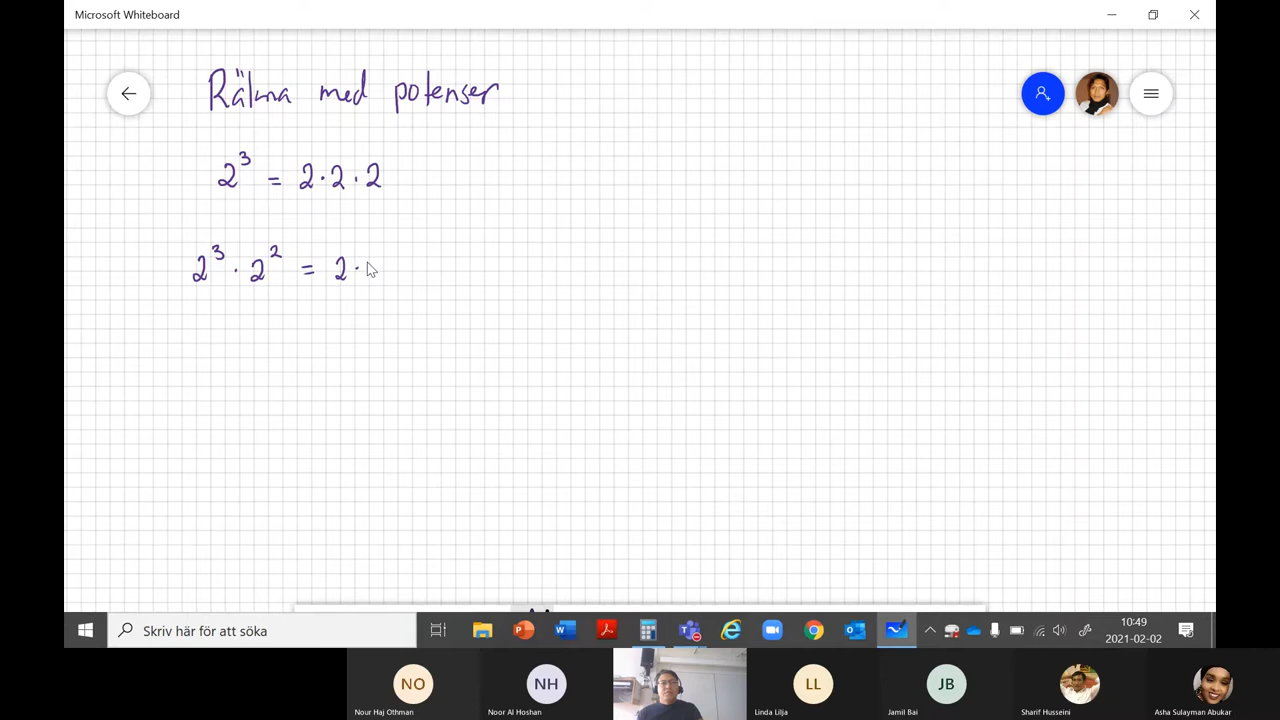 Microsoft Whiteboard
Räkna med potenser
2³ = 2·2·2
2³·2² = 2·
Skriv här för att söka
10:49
2021-02-02
NO
NH
LL
JB
Nour Haj Othman
Noor Al Hoshan
Linda Lilja
Jamil Bai
Sharif Husseini
Asha Sulayman Abukar